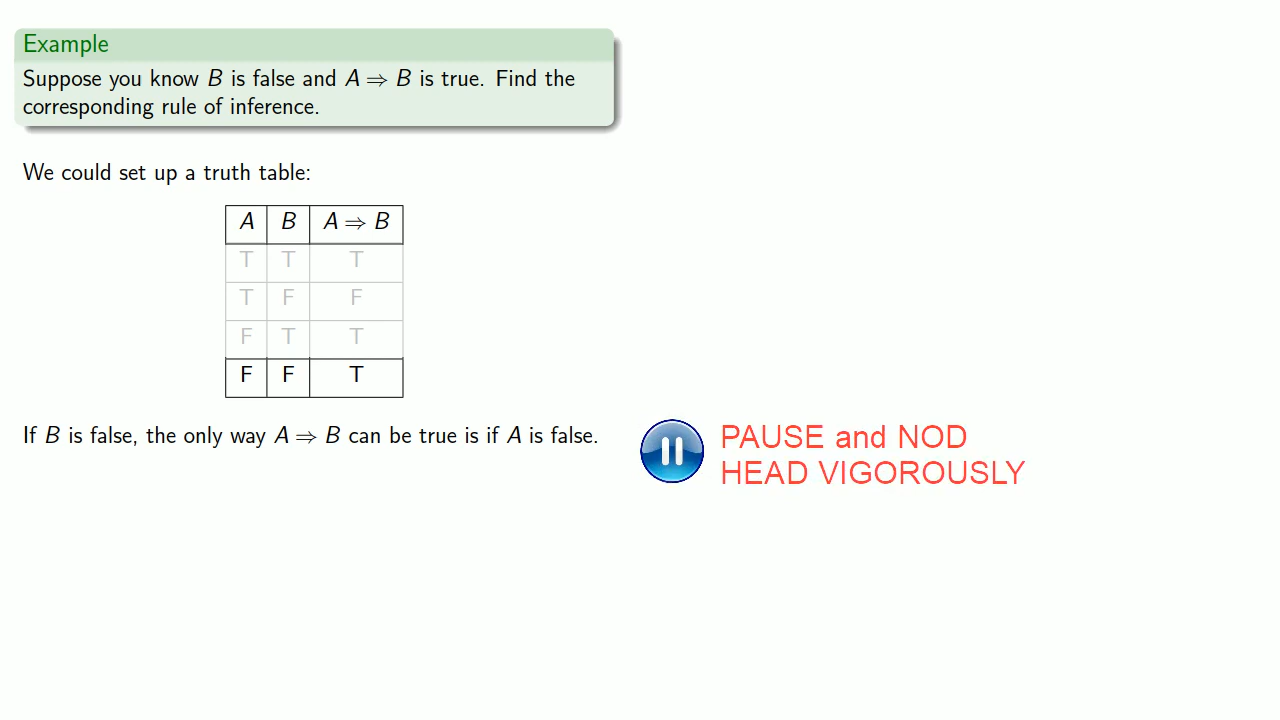 Example
Suppose you know B is false and A ⇒ B is true. Find the
corresponding rule of inference.
We could set up a truth table:
A B A ⇒ B
T T T
T F F
F T T
F F T
If B is false, the only way A ⇒ B can be true is if A is false.
PAUSE and NOD
HEAD VIGOROUSLY